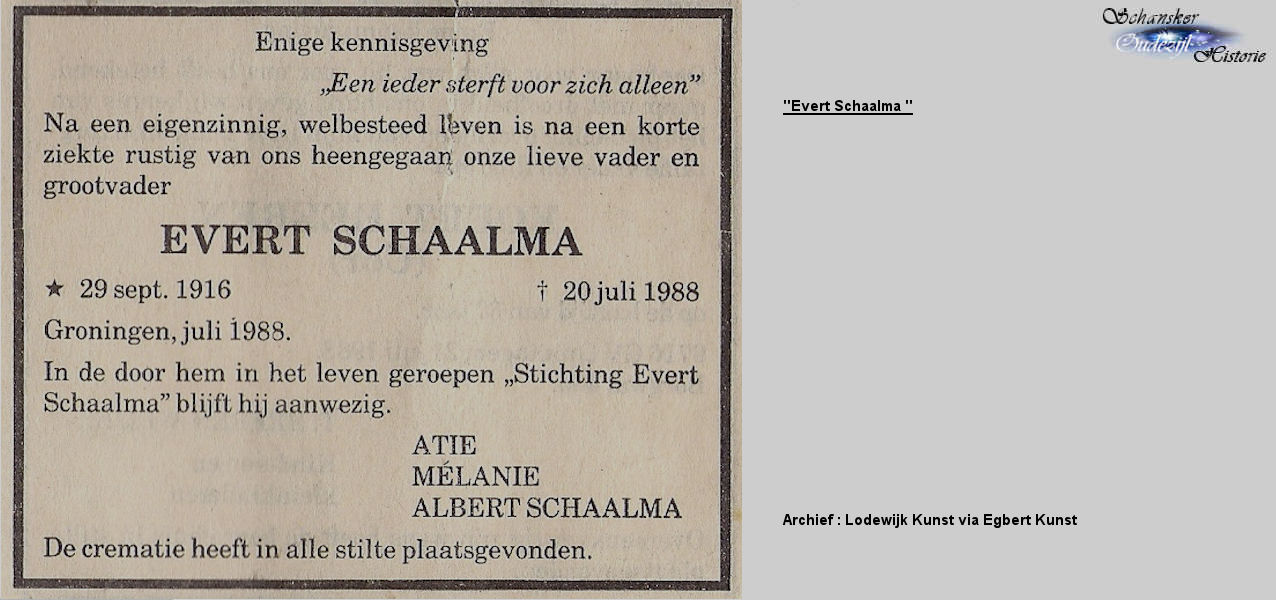 Enige kennisgeving
„Een ieder sterft voor zich alleen”
Na een eigenzinnig, welbesteed leven is na een korte
ziekte rustig van ons heengegaan onze lieve vader en
grootvader
EVERT SCHAALMA
★ 29 sept. 1916 † 20 juli 1988
Groningen, juli 1988.
In de door hem in het leven geroepen „Stichting Evert
Schaalma” blijft hij aanwezig.
ATIE
MÉLANIE
ALBERT SCHAALMA
De crematie heeft in alle stilte plaatsgevonden.
Schansker
Oudezijl
Historie
"Evert Schaalma "
Archief : Lodewijk Kunst via Egbert Kunst